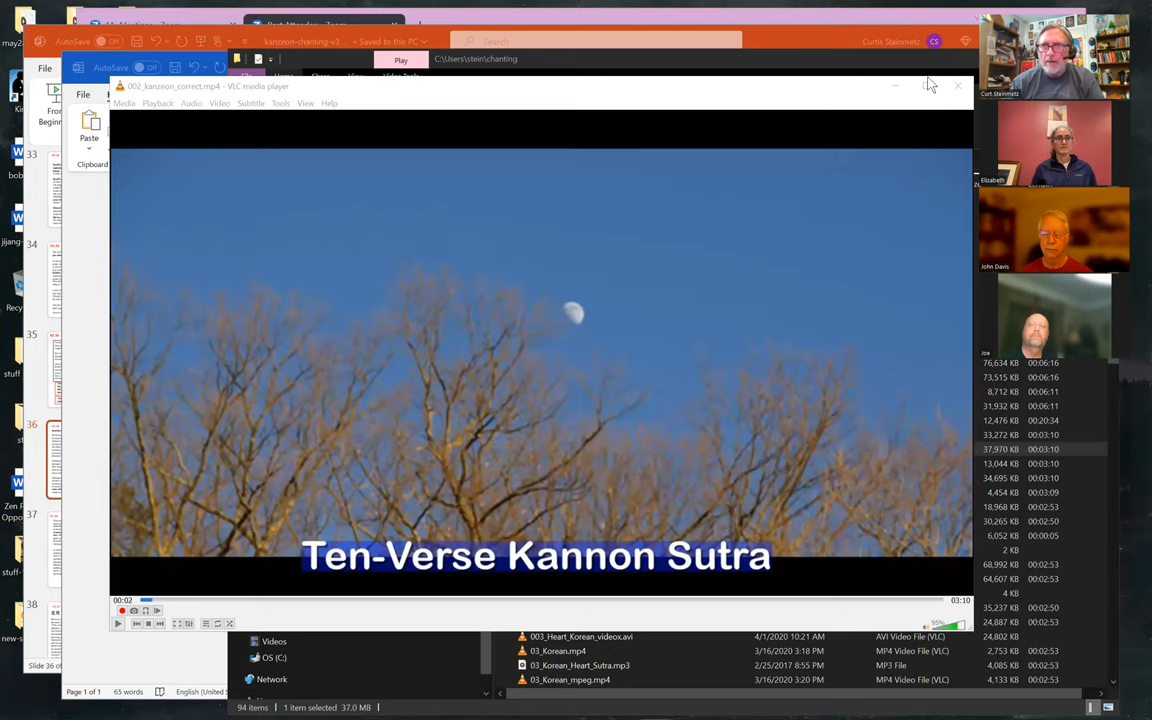 AutoSave Off
kanzeon-chanting-v3... • Saved to this PC
Search
Curtis Steinmetz CS
File
AutoSave Off
Play
C:\Users\stein\chanting
File
Paste
Clipboard
From
Beginning
002_kanzeon_correct.mp4 - VLC media player
Media Playback Audio Video Subtitle Tools View Help
Curt Steinmetz
Elizabeth
John Davis
Joe
33
34
35
36
37
38
Ten-Verse Kannon Sutra
00:02
03:10
95%
76,634 KB 00:06:16
73,515 KB 00:06:16
8,712 KB 00:06:11
31,932 KB 00:06:11
12,476 KB 00:20:34
33,272 KB 00:03:10
37,970 KB 00:03:10
13,044 KB 00:03:10
34,695 KB 00:03:10
4,454 KB 00:03:09
18,968 KB 00:02:53
30,265 KB 00:02:50
6,052 KB 00:00:05
2 KB
68,992 KB 00:02:53
64,607 KB 00:02:53
4 KB
35,237 KB 00:02:50
24,887 KB 00:02:53
Videos
OS (C:)
Network
003_Heart_Korean_videox.avi 4/1/2020 10:21 AM AVI Video File (VLC) 24,802 KB
03_Korean.mp4 3/16/2020 3:18 PM MP4 Video File (VLC) 2,753 KB 00:02:53
03_Korean_Heart_Sutra.mp3 2/25/2017 8:55 PM MP3 File 4,085 KB 00:02:53
03_Korean_mpeg.mp4 3/16/2020 3:20 PM MP4 Video File (VLC) 4,133 KB 00:02:53
Slide 36 of
Page 1 of 1 65 words English (United S
94 items 1 item selected 37.0 MB